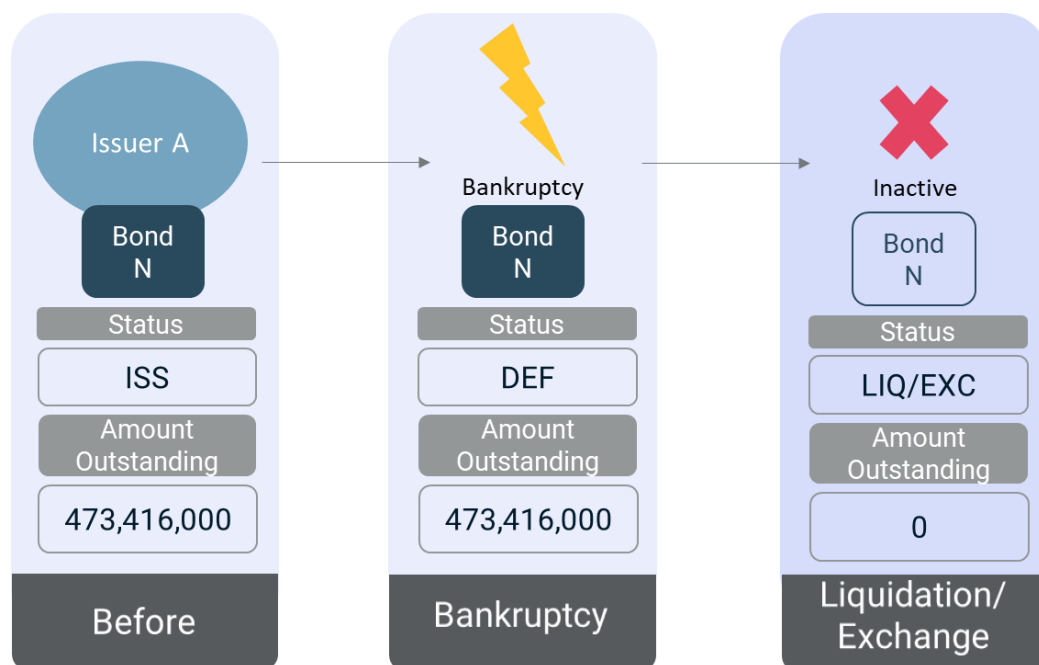 Issuer A
Bond
N
Status
ISS
Amount
Outstanding
473,416,000
Before
Bankruptcy
Bond
N
Status
DEF
Amount
Outstanding
473,416,000
Bankruptcy
Inactive
Bond
N
Status
LIQ/EXC
Amount
Outstanding
0
Liquidation/
Exchange